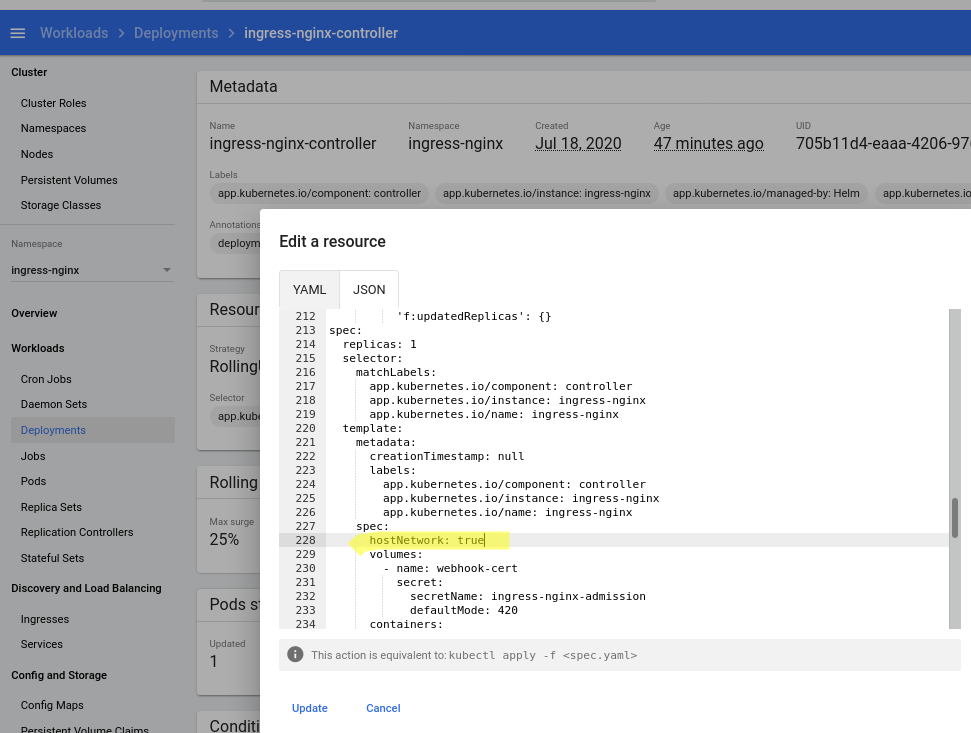 Workloads > Deployments > ingress-nginx-controller
Cluster
Cluster Roles
Namespaces
Nodes
Persistent Volumes
Storage Classes
Namespace
ingress-nginx
Overview
Workloads
Cron Jobs
Daemon Sets
Deployments
Jobs
Pods
Replica Sets
Replication Controllers
Stateful Sets
Discovery and Load Balancing
Ingresses
Services
Config and Storage
Config Maps
Persistent Volume Claims
Metadata
Name
ingress-nginx-controller
Namespace
ingress-nginx
Created
Jul 18, 2020
Age
47 minutes ago
UID
705b11d4-eaaa-4206-97
Labels
app.kubernetes.io/component: controller
app.kubernetes.io/instance: ingress-nginx
app.kubernetes.io/managed-by: Helm
app.kubernetes.io
Annotations
deploym
Resour
Strategy
Rolling
Selector
app.kube
Rolling
Max surge
25%
Pods st
Updated
1
Conditi
Edit a resource
YAML
JSON
212 'f:updatedReplicas': {}
213 spec:
214 replicas: 1
215 selector:
216 matchLabels:
217 app.kubernetes.io/component: controller
218 app.kubernetes.io/instance: ingress-nginx
219 app.kubernetes.io/name: ingress-nginx
220 template:
221 metadata:
222 creationTimestamp: null
223 labels:
224 app.kubernetes.io/component: controller
225 app.kubernetes.io/instance: ingress-nginx
226 app.kubernetes.io/name: ingress-nginx
227 spec:
228 hostNetwork: true
229 volumes:
230 - name: webhook-cert
231 secret:
232 secretName: ingress-nginx-admission
233 defaultMode: 420
234 containers:
This action is equivalent to: kubectl apply -f <spec.yaml>
Update
Cancel